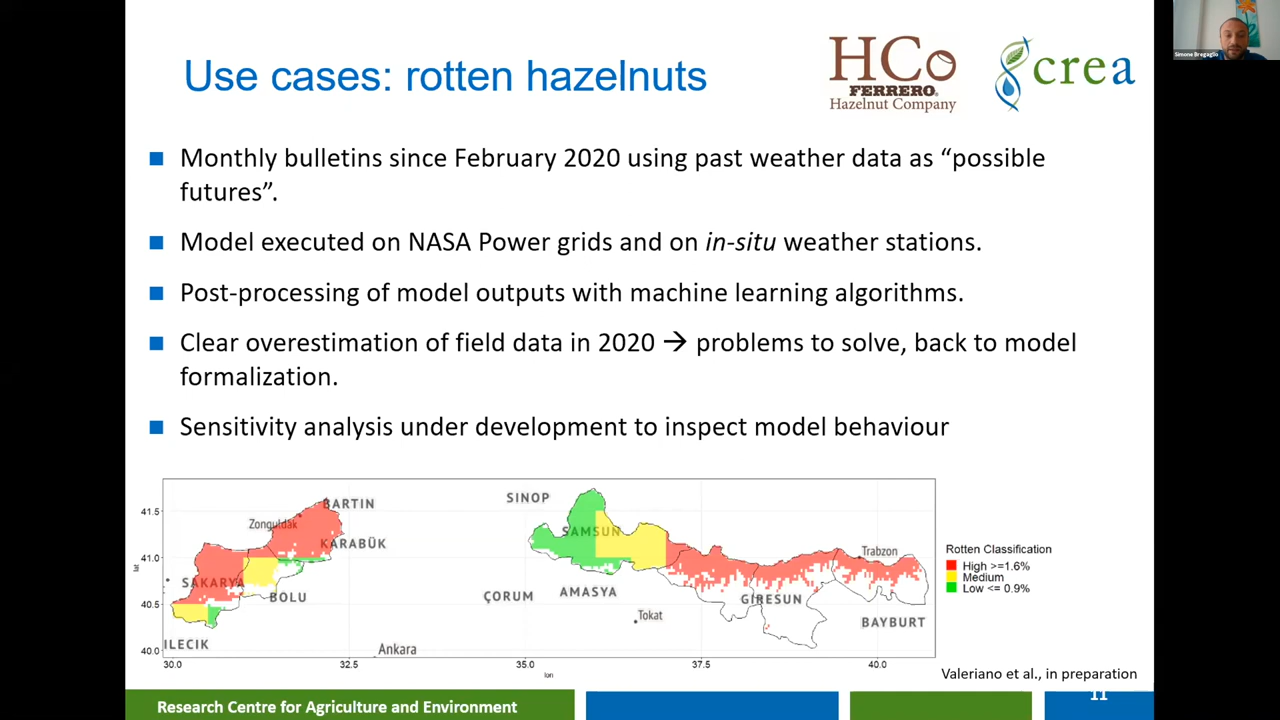 Use cases: rotten hazelnuts
HCo
FERRERO®
Hazelnut Company
crea
Simone Bregaglio
■ Monthly bulletins since February 2020 using past weather data as “possible
futures”.
■ Model executed on NASA Power grids and on in-situ weather stations.
■ Post-processing of model outputs with machine learning algorithms.
■ Clear overestimation of field data in 2020 → problems to solve, back to model
formalization.
■ Sensitivity analysis under development to inspect model behaviour
41.5
41.0
40.5
40.0
lat
BARTIN
Zonguldak
KARABÜK
SAKARYA
BOLU
ILECIK
Ankara
SINOP
SAMSUN
ÇORUM
AMASYA
Tokat
GİRESUN
Trabzon
BAYBURT
30.0
32.5
35.0
37.5
40.0
lon
Rotten Classification
High >=1.6%
Medium
Low <= 0.9%
Valeriano et al., in preparation
Research Centre for Agriculture and Environment
11